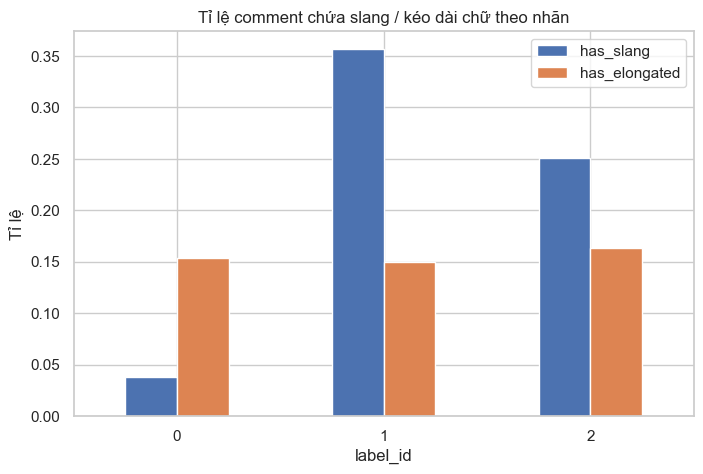 Tỉ lệ comment chứa slang / kéo dài chữ theo nhãn
has_slang
has_elongated
Tỉ lệ
0.35
0.30
0.25
0.20
0.15
0.10
0.05
0.00
0 1 2
label_id